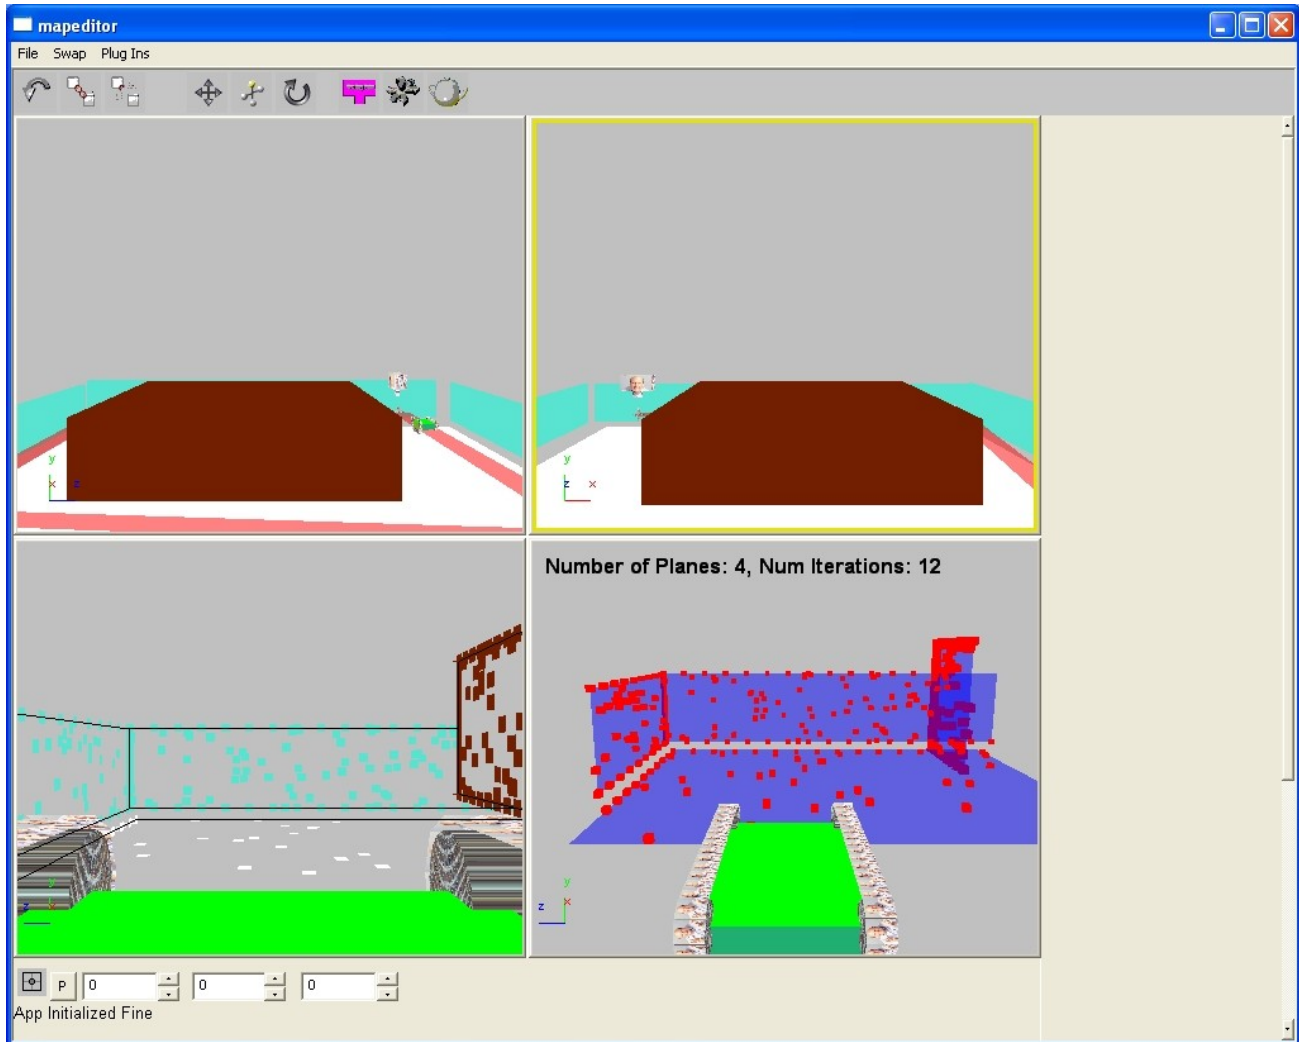 mapeditor
File Swap Plug Ins
y
x z
y
z x
Number of Planes: 4, Num Iterations: 12
y
z x
y
z x
P 0 0 0
App Initialized Fine